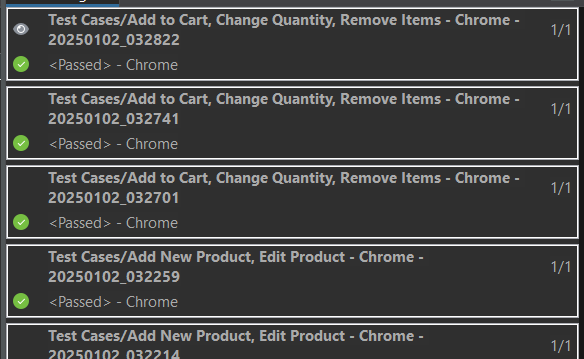 Test Cases/Add to Cart, Change Quantity, Remove Items - Chrome -
20250102_032822
1/1
<Passed> - Chrome
Test Cases/Add to Cart, Change Quantity, Remove Items - Chrome -
20250102_032741
1/1
<Passed> - Chrome
Test Cases/Add to Cart, Change Quantity, Remove Items - Chrome -
20250102_032701
1/1
<Passed> - Chrome
Test Cases/Add New Product, Edit Product - Chrome -
20250102_032259
1/1
<Passed> - Chrome
Test Cases/Add New Product, Edit Product - Chrome -
20250102_032214
1/1